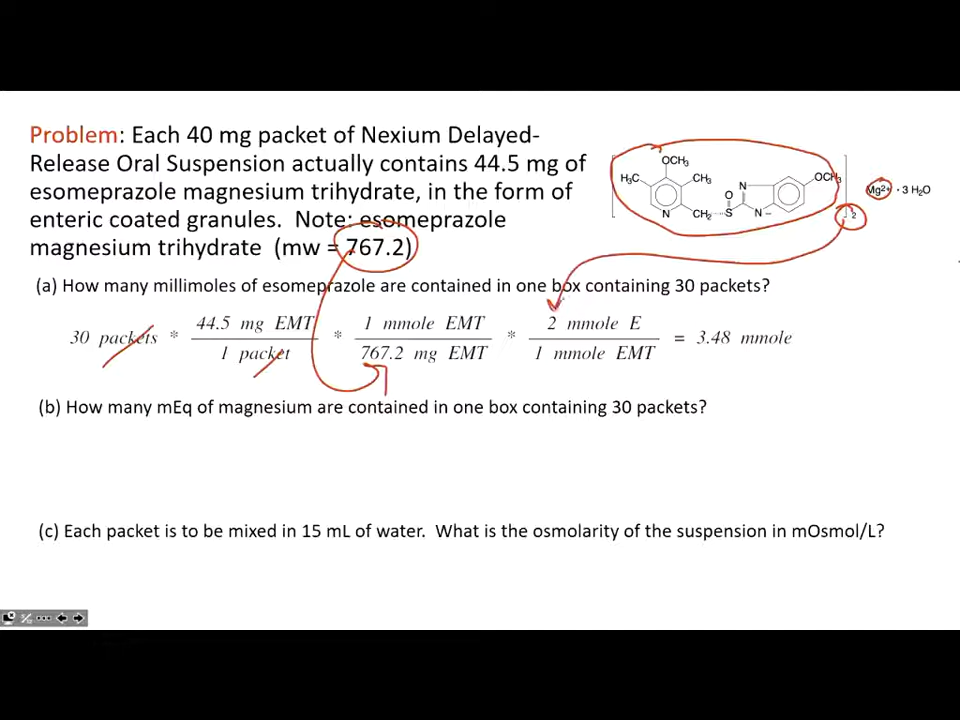 Problem: Each 40 mg packet of Nexium Delayed-
Release Oral Suspension actually contains 44.5 mg of
esomeprazole magnesium trihydrate, in the form of
enteric coated granules. Note: esomeprazole
magnesium trihydrate (mw = 767.2)
OCH₃
H₃C
CH₃
N
CH₂
O
S
N
N –
OCH₃
2
Mg²⁺ · 3 H₂O
(a) How many millimoles of esomeprazole are contained in one box containing 30 packets?
30 packets * 44.5 mg EMT / 1 packet * 1 mmole EMT / 767.2 mg EMT * 2 mmole E / 1 mmole EMT = 3.48 mmole
(b) How many mEq of magnesium are contained in one box containing 30 packets?
(c) Each packet is to be mixed in 15 mL of water. What is the osmolarity of the suspension in mOsmol/L?